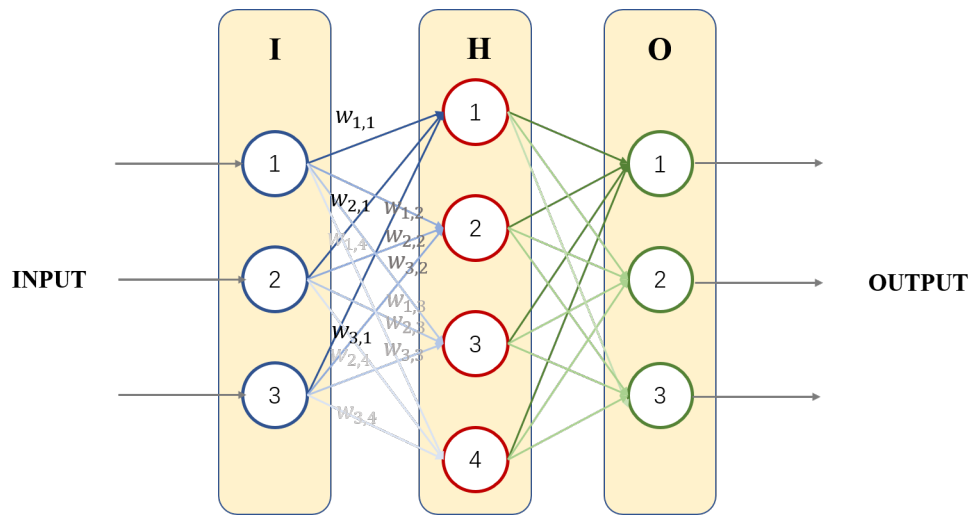 I
H
O
1
w1,1
1
1
w2,1
w1,2
2
w1,4
w2,2
w3,2
INPUT
2
2
OUTPUT
w1,3
w2,3
w3,1
w3,3
3
w2,4
3
3
w3,4
4